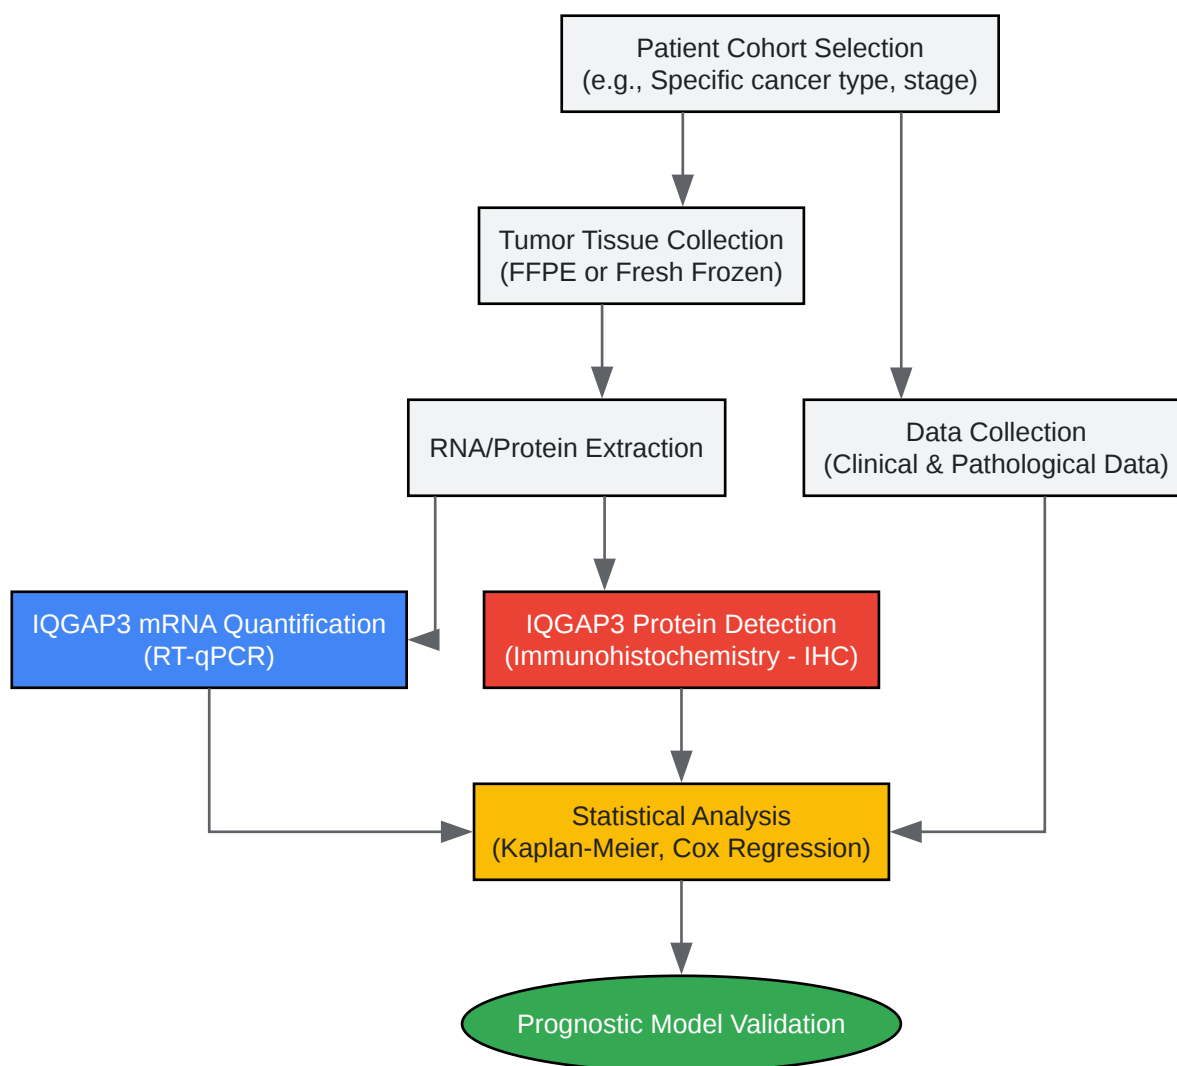 Patient Cohort Selection
(e.g., Specific cancer type, stage)
Tumor Tissue Collection
(FFPE or Fresh Frozen)
RNA/Protein Extraction
Data Collection
(Clinical & Pathological Data)
IQGAP3 mRNA Quantification
(RT-qPCR)
IQGAP3 Protein Detection
(Immunohistochemistry - IHC)
Statistical Analysis
(Kaplan-Meier, Cox Regression)
Prognostic Model Validation